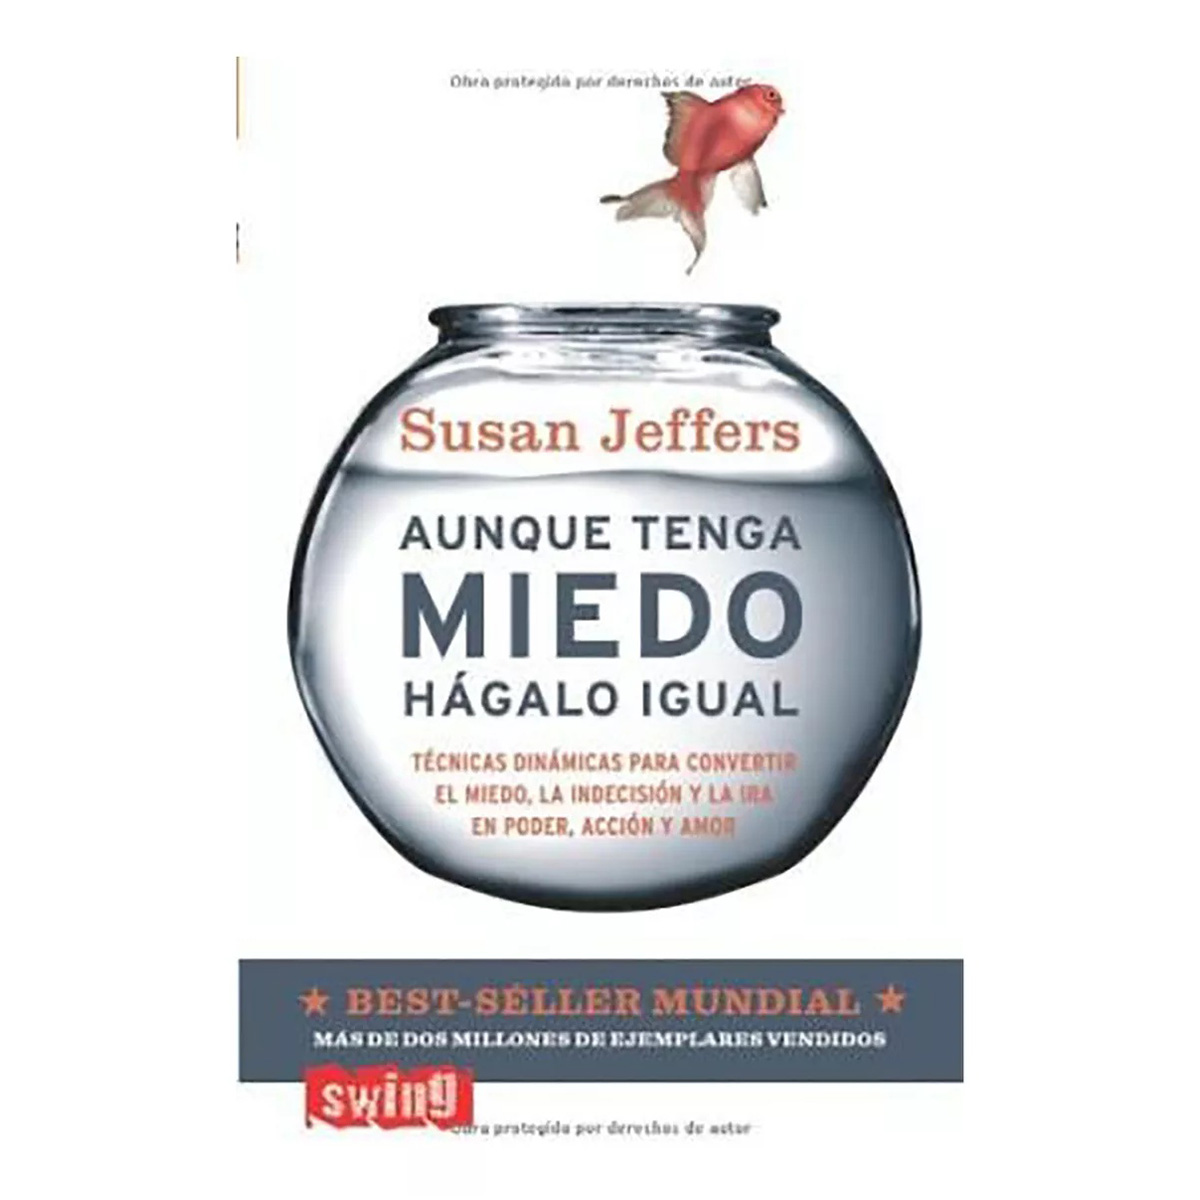 Obra protegida por derechos de autor
Susan Jeffers
AUNQUE TENGA
MIEDO
HÁGALO IGUAL
TÉCNICAS DINÁMICAS PARA CONVERTIR
EL MIEDO, LA INDECISIÓN Y LA IRA
EN PODER, ACCIÓN Y AMOR
★ BEST-SÉLLER MUNDIAL ★
MÁS DE DOS MILLONES DE EJEMPLARES VENDIDOS
swing
Obra protegida por derechos de autor